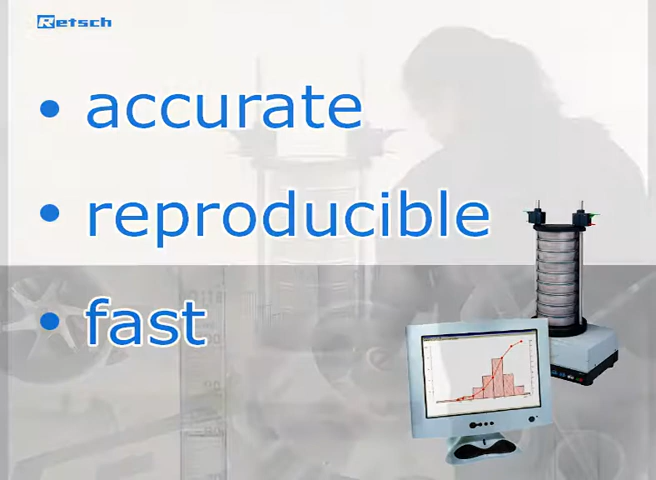 Retsch
• accurate
• reproducible
• fast